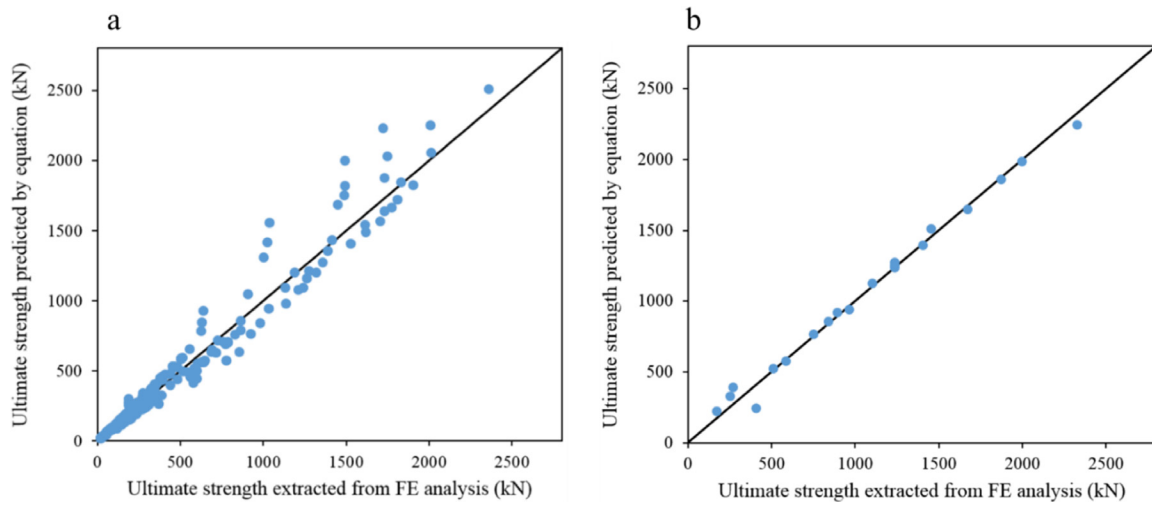 a
Ultimate strength predicted by equation (kN)
2500
2000
1500
1000
500
0
0 500 1000 1500 2000 2500
Ultimate strength extracted from FE analysis (kN)
b
Ultimate strength predicted by equation (kN)
2500
2000
1500
1000
500
0
0 500 1000 1500 2000 2500
Ultimate strength extracted from FE analysis (kN)